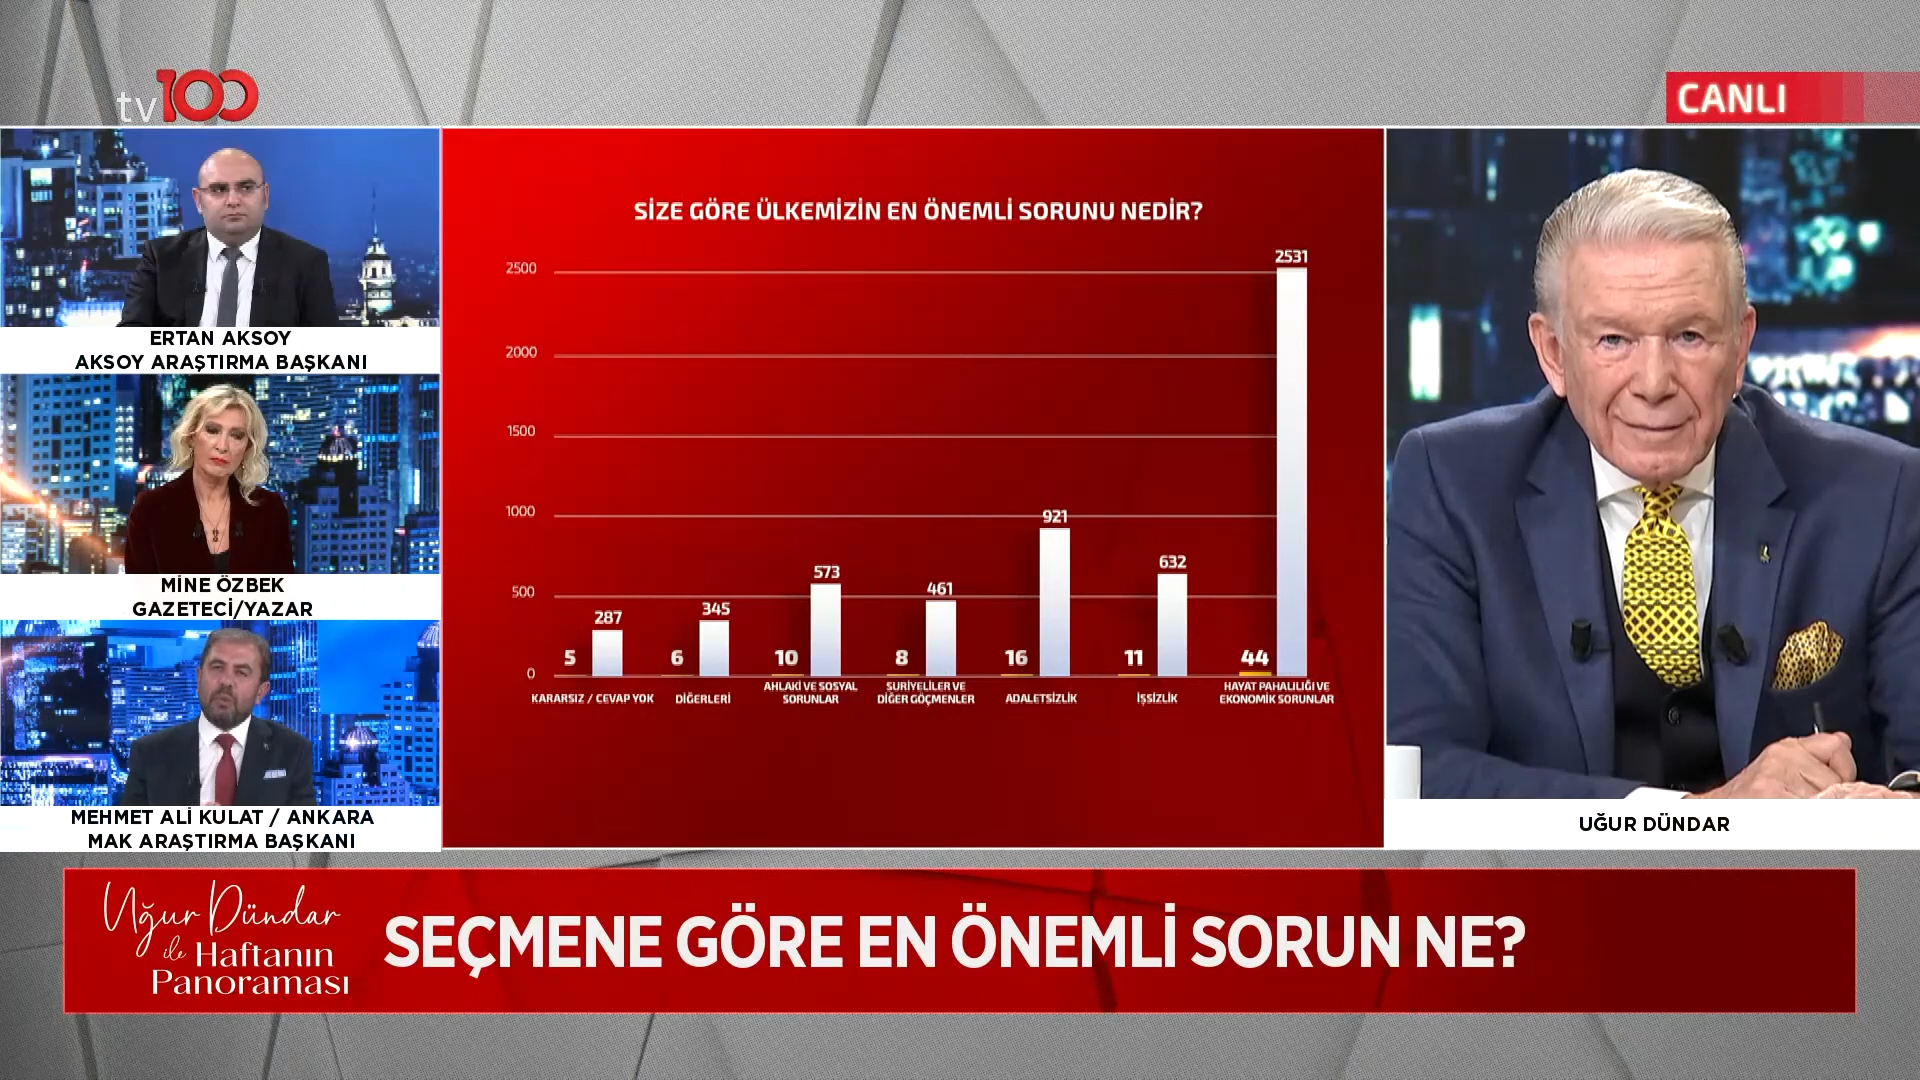 tv100
CANLI
ERTAN AKSOY
AKSOY ARAŞTIRMA BAŞKANI
MİNE ÖZBEK
GAZETECİ/YAZAR
MEHMET ALİ KULAT / ANKARA
MAK ARAŞTIRMA BAŞKANI
SİZE GÖRE ÜLKEMİZİN EN ÖNEMLİ SORUNU NEDİR?
2500
2000
1500
1000
500
0
5 287
6 345
10 573
8 461
16 921
11 632
44 2531
KARARSIZ / CEVAP YOK
DİĞERLERİ
AHLAKİ VE SOSYAL
SORUNLAR
SURİYELİLER VE
DİĞER GÖÇMENLER
ADALETSİZLİK
İŞSİZLİK
HAYAT PAHALILIĞI VE
EKONOMİK SORUNLAR
UĞUR DÜNDAR
Uğur Dündar
ile Haftanın
Panoraması
SEÇMENE GÖRE EN ÖNEMLİ SORUN NE?